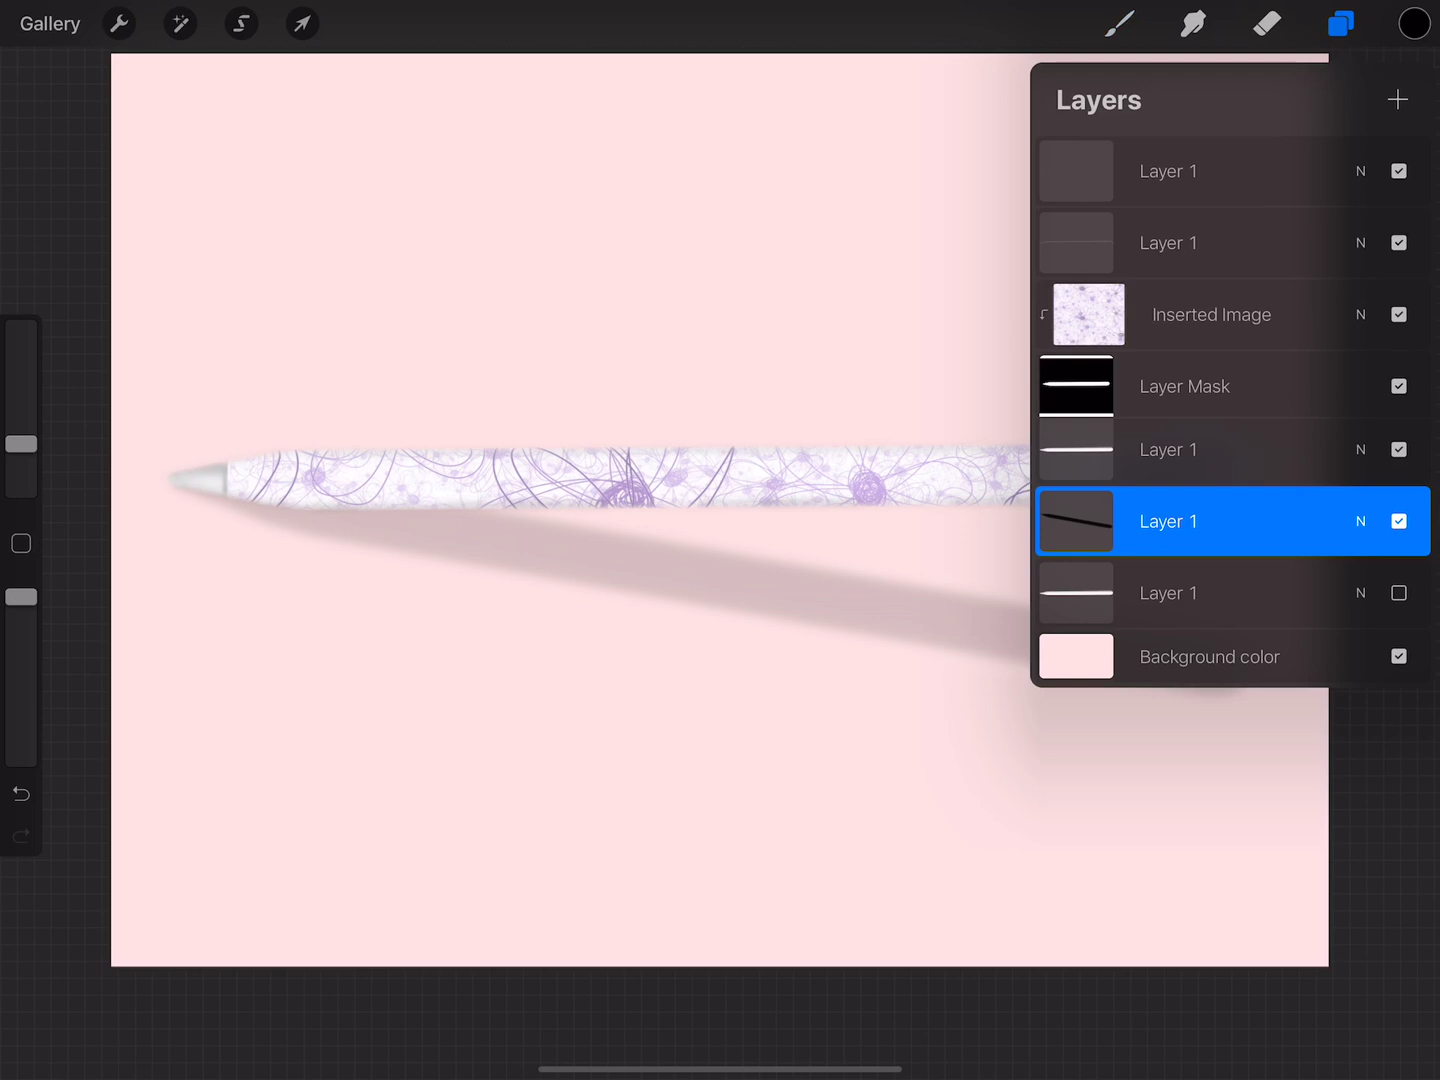 Gallery
Layers
Layer 1 N
Layer 1 N
Inserted Image N
Layer Mask
Layer 1 N
Layer 1 N
Layer 1 N
Background color